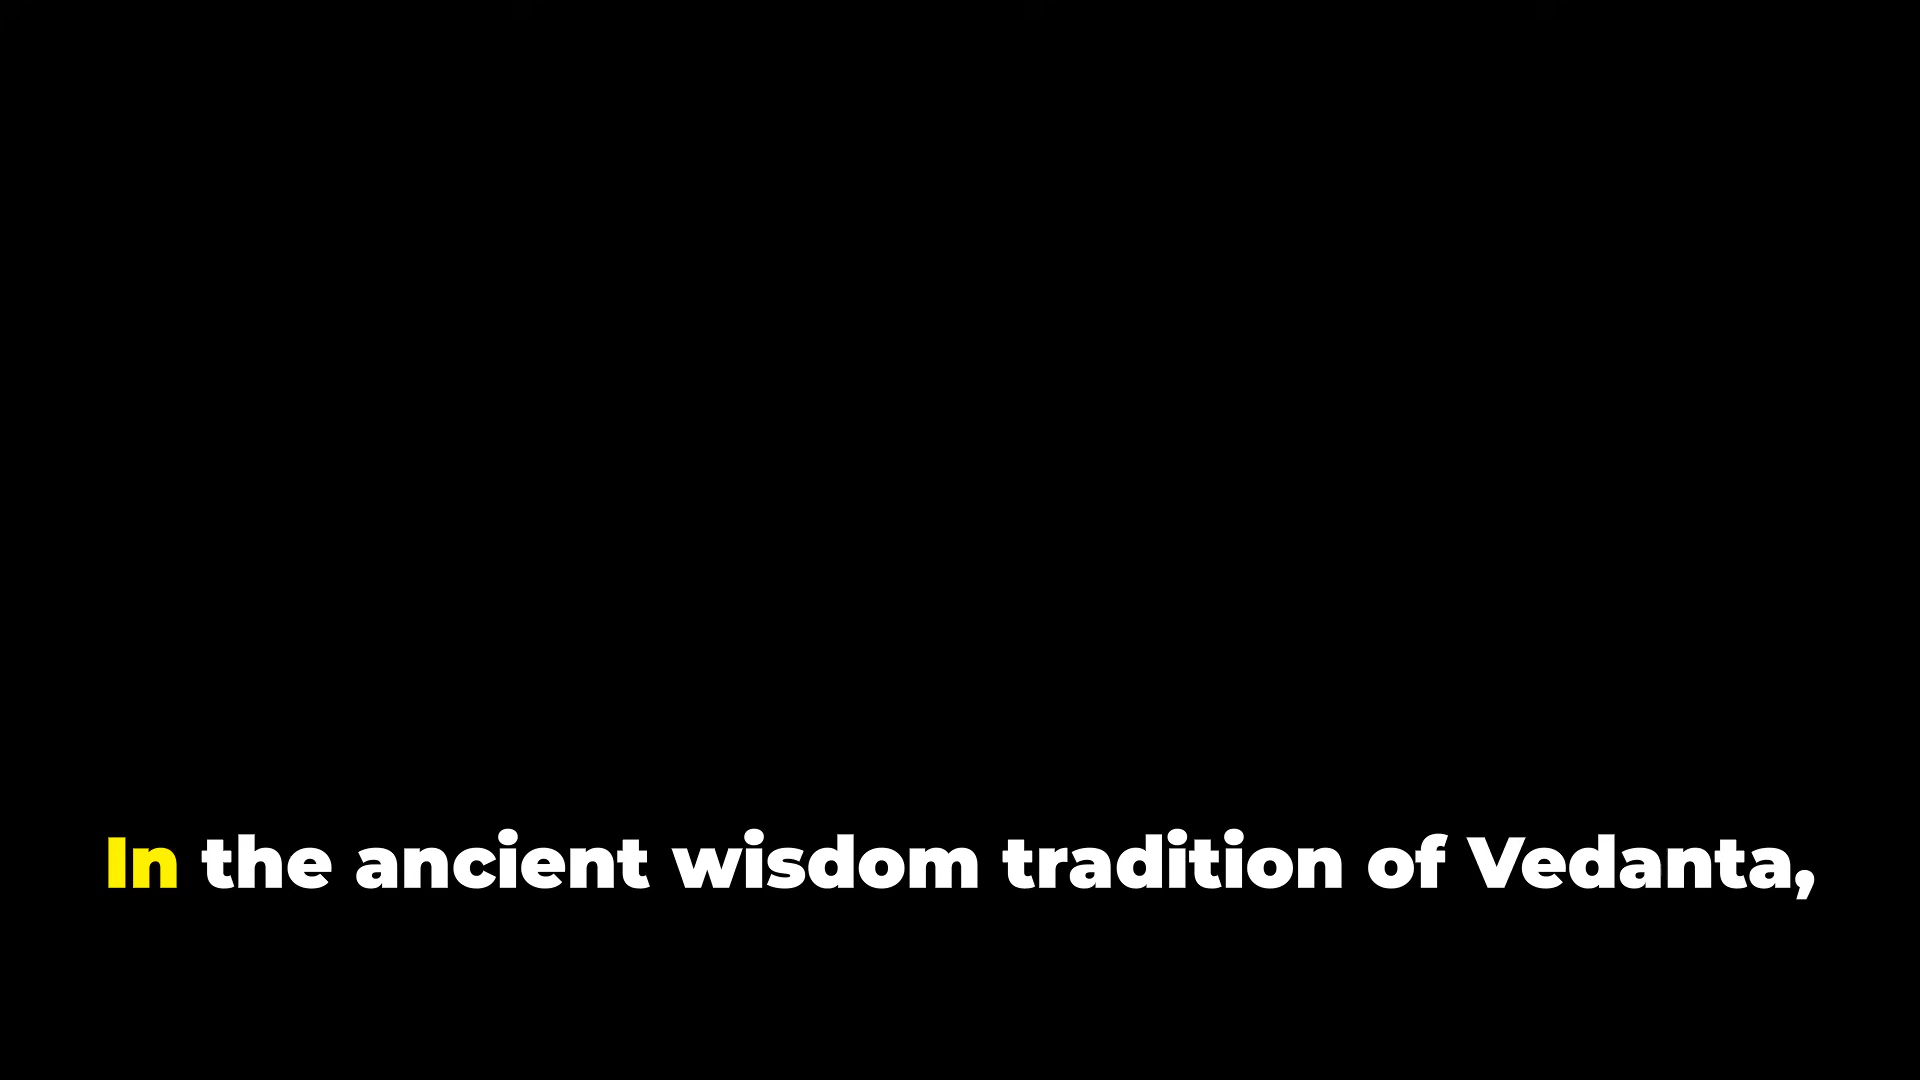 In the ancient wisdom tradition of Vedanta,